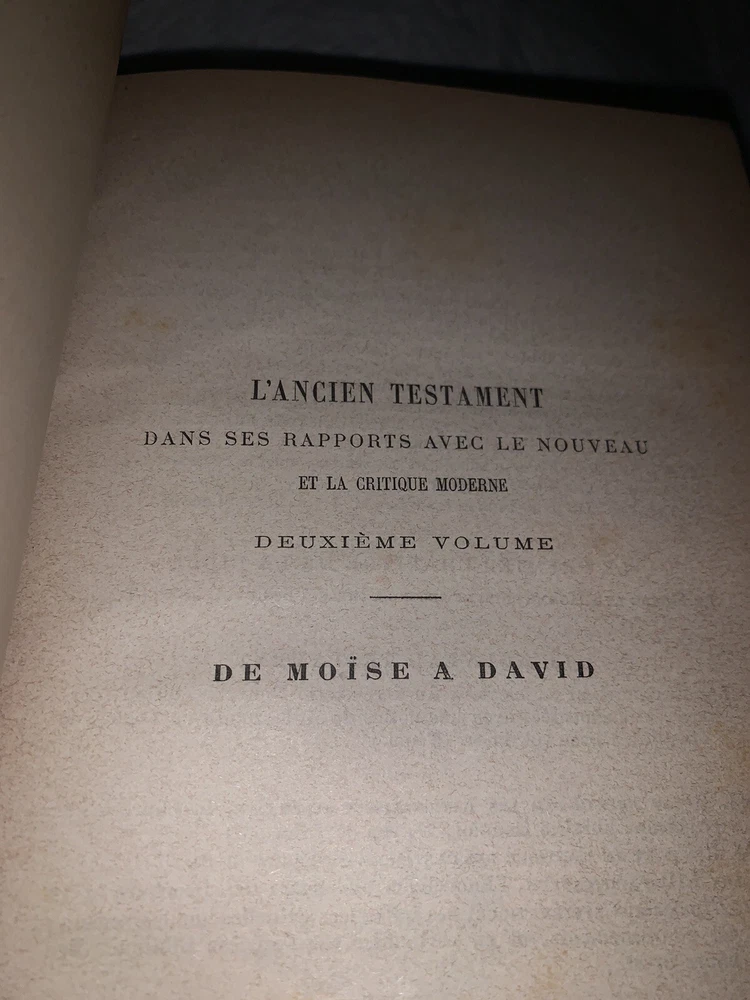 L'ANCIEN TESTAMENT
DANS SES RAPPORTS AVEC LE NOUVEAU
ET LA CRITIQUE MODERNE
DEUXIÈME VOLUME
DE MOÏSE A DAVID